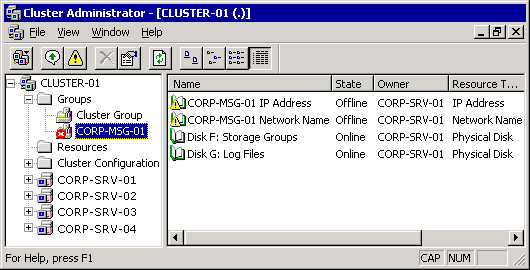 Cluster Administrator - [CLUSTER-01 (.)]
File View Window Help
CLUSTER-01
Groups
Cluster Group
CORP-MSG-01
Resources
Cluster Configuration
CORP-SRV-01
CORP-SRV-02
CORP-SRV-03
CORP-SRV-04
Name State Owner Resource T...
CORP-MSG-01 IP Address Offline CORP-SRV-01 IP Address
CORP-MSG-01 Network Name Offline CORP-SRV-01 Network Name
Disk F: Storage Groups Online CORP-SRV-01 Physical Disk
Disk G: Log Files Online CORP-SRV-01 Physical Disk
For Help, press F1 CAP NUM